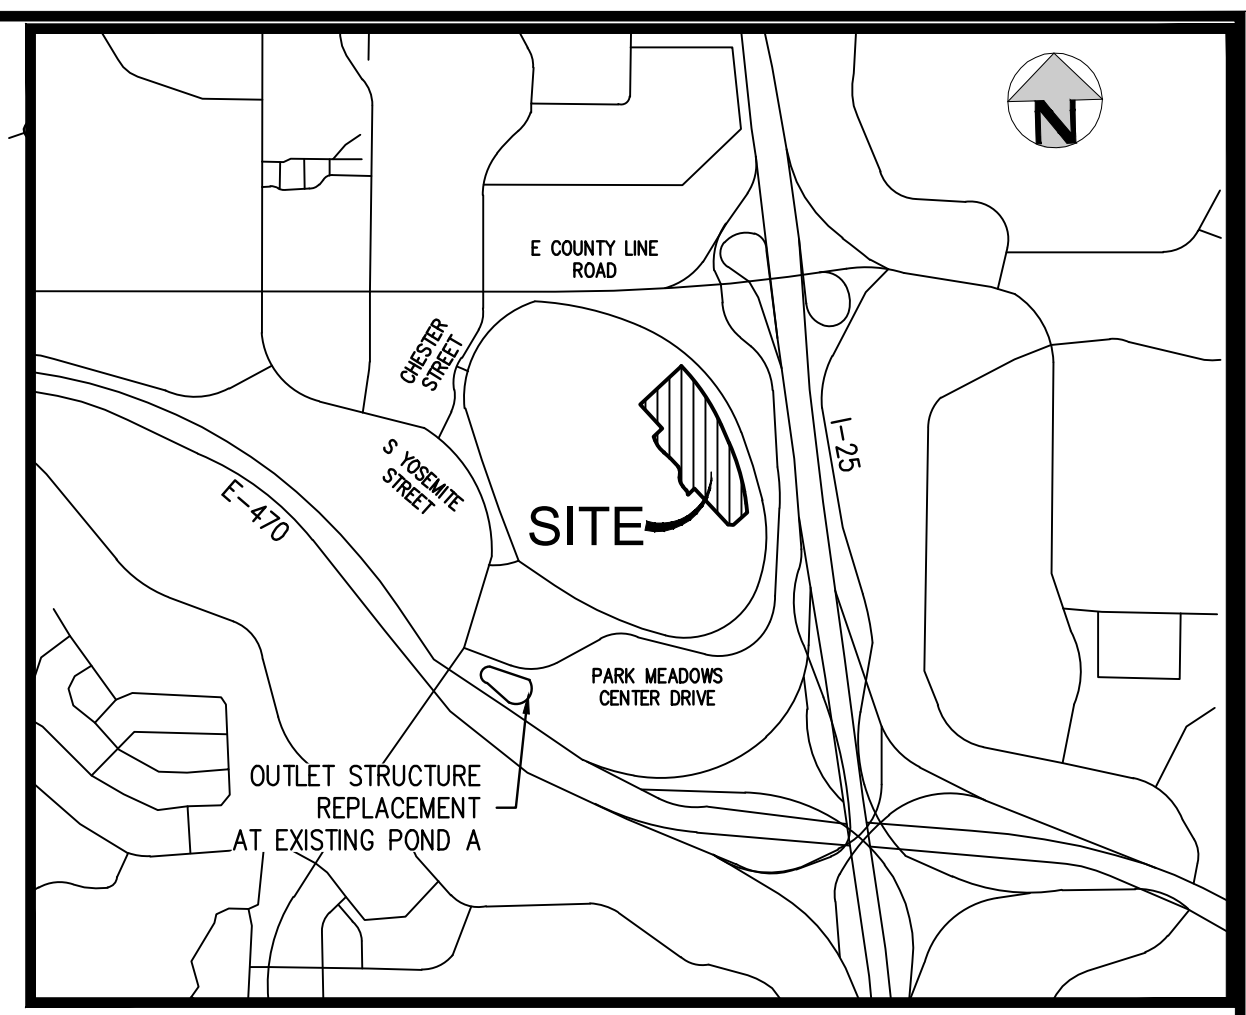 N
E COUNTY LINE
ROAD
CHESTER
STREET
I-25
S YOSEMITE
STREET
E-470
SITE
PARK MEADOWS
CENTER DRIVE
OUTLET STRUCTURE
REPLACEMENT
AT EXISTING POND A